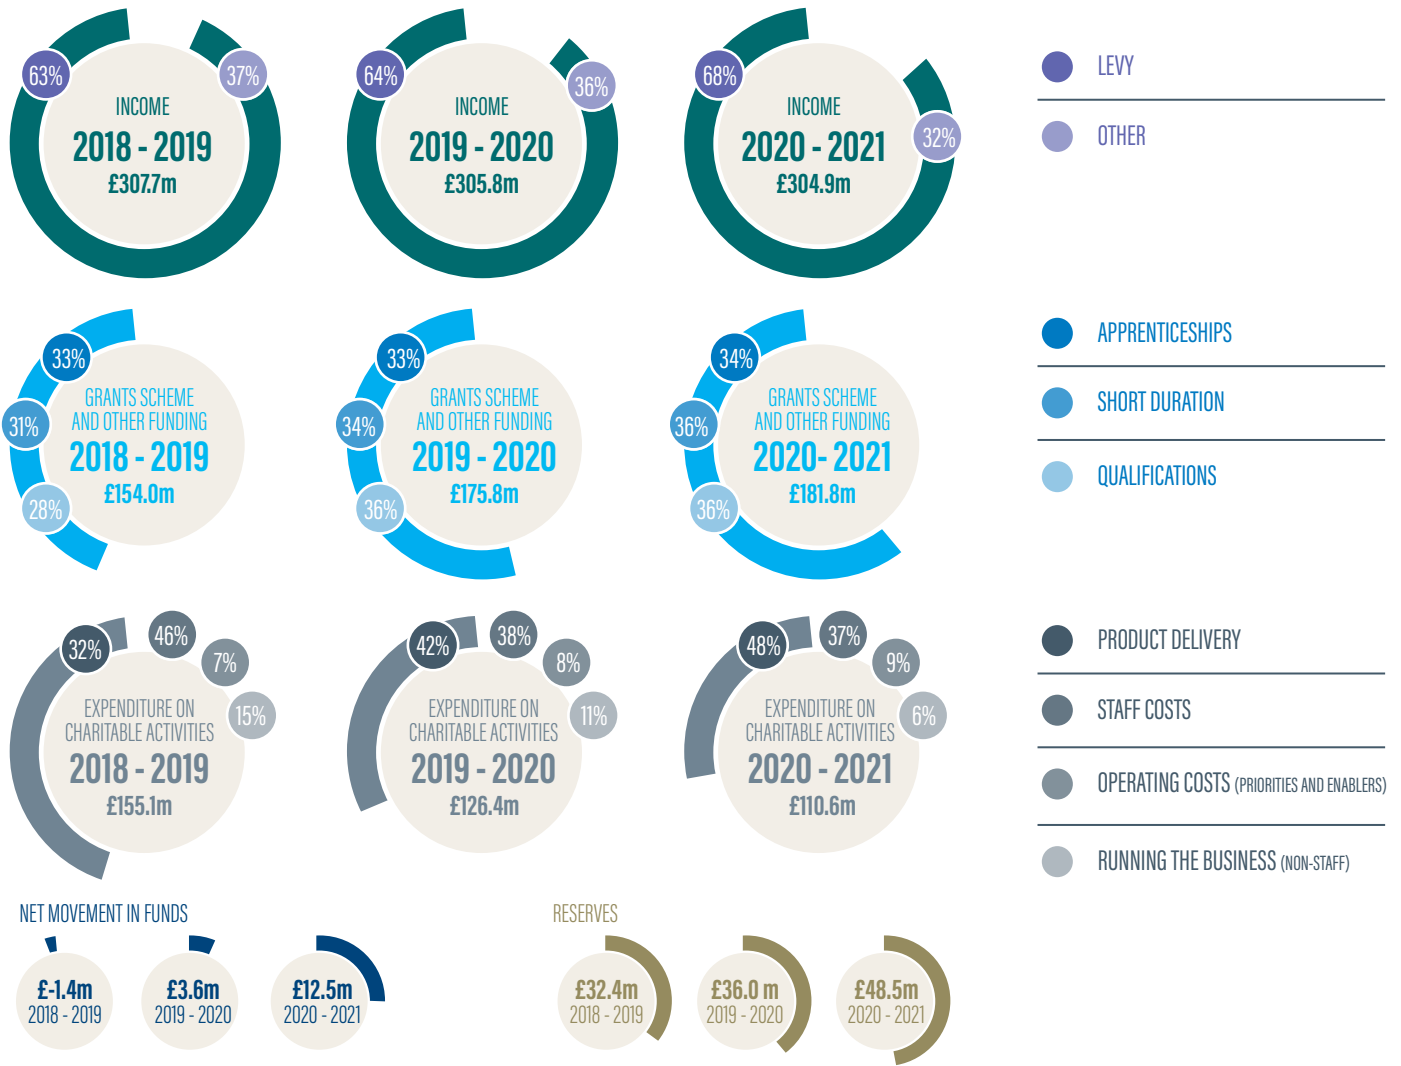 63%
37%
INCOME
2018 - 2019
£307.7m
64%
36%
INCOME
2019 - 2020
£305.8m
68%
32%
INCOME
2020 - 2021
£304.9m
LEVY
OTHER
33%
31%
28%
GRANTS SCHEME
AND OTHER FUNDING
2018 - 2019
£154.0m
33%
34%
36%
GRANTS SCHEME
AND OTHER FUNDING
2019 - 2020
£175.8m
34%
36%
36%
GRANTS SCHEME
AND OTHER FUNDING
2020- 2021
£181.8m
APPRENTICESHIPS
SHORT DURATION
QUALIFICATIONS
32%
46%
7%
15%
EXPENDITURE ON
CHARITABLE ACTIVITIES
2018 - 2019
£155.1m
42%
38%
8%
11%
EXPENDITURE ON
CHARITABLE ACTIVITIES
2019 - 2020
£126.4m
48%
37%
9%
6%
EXPENDITURE ON
CHARITABLE ACTIVITIES
2020 - 2021
£110.6m
PRODUCT DELIVERY
STAFF COSTS
OPERATING COSTS (PRIORITIES AND ENABLERS)
RUNNING THE BUSINESS (NON-STAFF)
NET MOVEMENT IN FUNDS
£-1.4m
2018 - 2019
£3.6m
2019 - 2020
£12.5m
2020 - 2021
RESERVES
£32.4m
2018 - 2019
£36.0 m
2019 - 2020
£48.5m
2020 - 2021